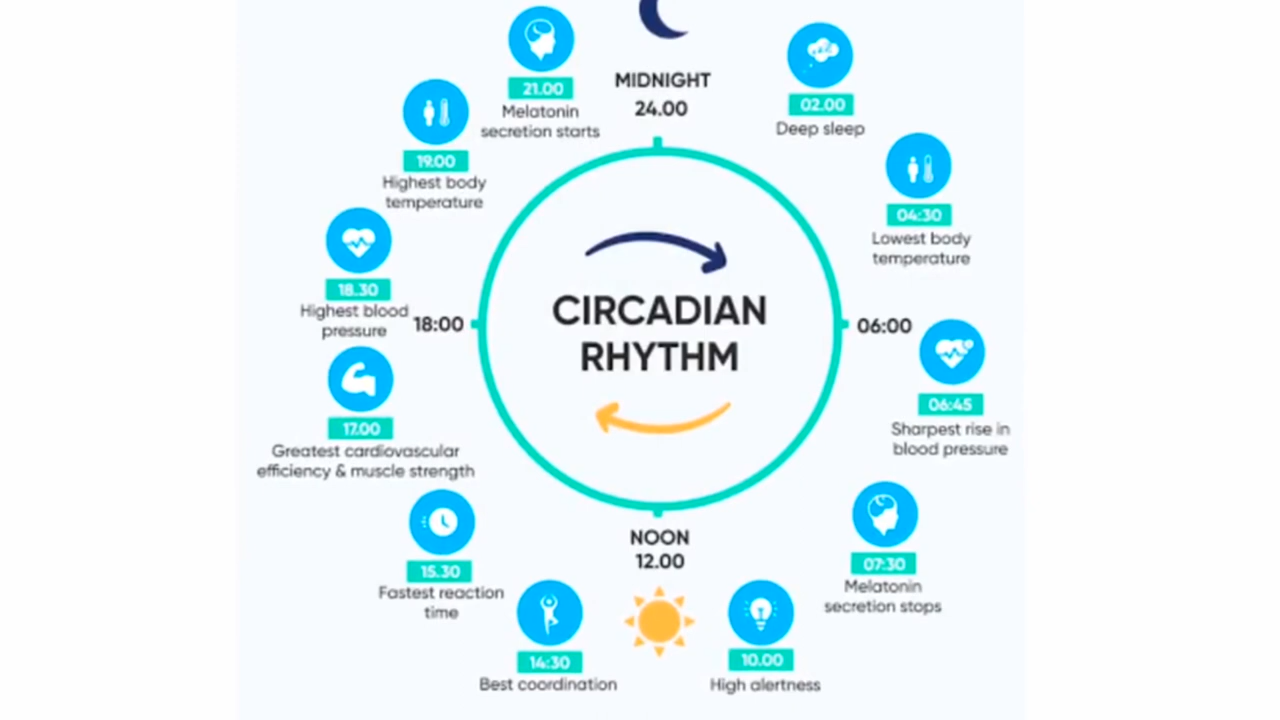 MIDNIGHT
24.00
02.00
Deep sleep
04:30
Lowest body
temperature
06:00
06:45
Sharpest rise in
blood pressure
07:30
Melatonin
secretion stops
10.00
High alertness
NOON
12.00
14:30
Best coordination
15.30
Fastest reaction
time
17.00
Greatest cardiovascular
efficiency & muscle strength
18:00
18.30
Highest blood
pressure
19.00
Highest body
temperature
21.00
Melatonin
secretion starts
CIRCADIAN
RHYTHM